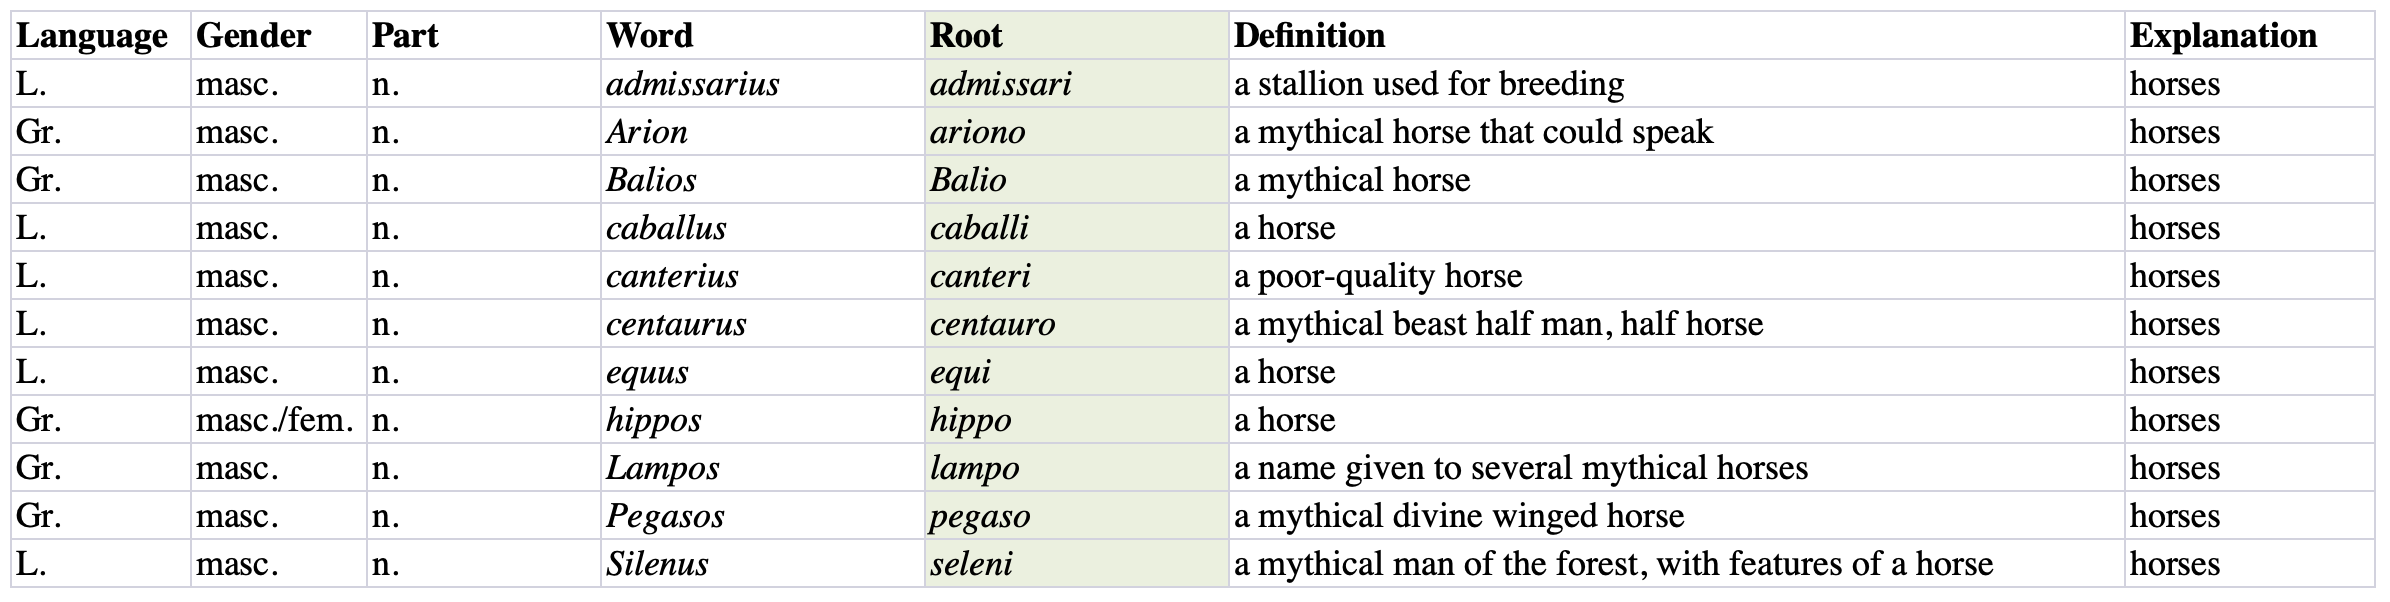 Language Gender Part Word Root Definition Explanation
L. masc. n. admissarius admissari a stallion used for breeding horses
Gr. masc. n. Arion ariono a mythical horse that could speak horses
Gr. masc. n. Balios Balio a mythical horse horses
L. masc. n. caballus caballi a horse horses
L. masc. n. canterius canteri a poor-quality horse horses
L. masc. n. centaurus centauro a mythical beast half man, half horse horses
L. masc. n. equus equi a horse horses
Gr. masc./fem. n. hippos hippo a horse horses
Gr. masc. n. Lampos lampo a name given to several mythical horses horses
Gr. masc. n. Pegasos pegaso a mythical divine winged horse horses
L. masc. n. Silenus seleni a mythical man of the forest, with features of a horse horses